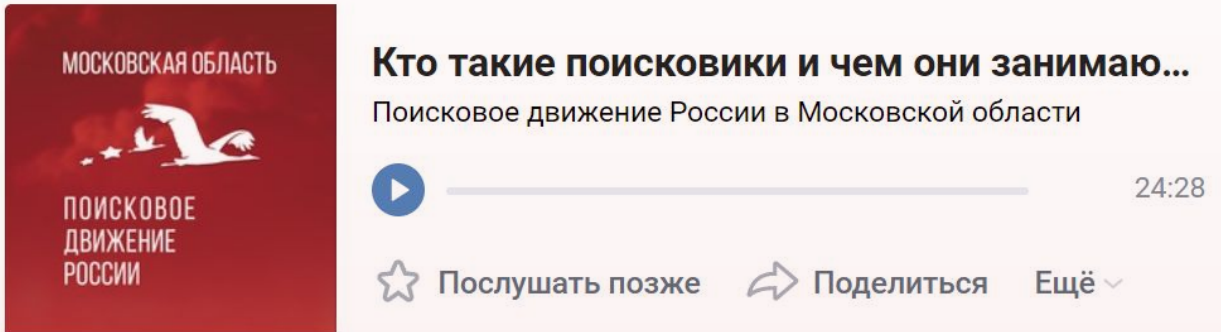 МОСКОВСКАЯ ОБЛАСТЬ
ПОИСКОВОЕ
ДВИЖЕНИЕ
РОССИИ
Кто такие поисковики и чем они занимаю...
Поисковое движение России в Московской области
24:28
Послушать позже
Поделиться
Ещё